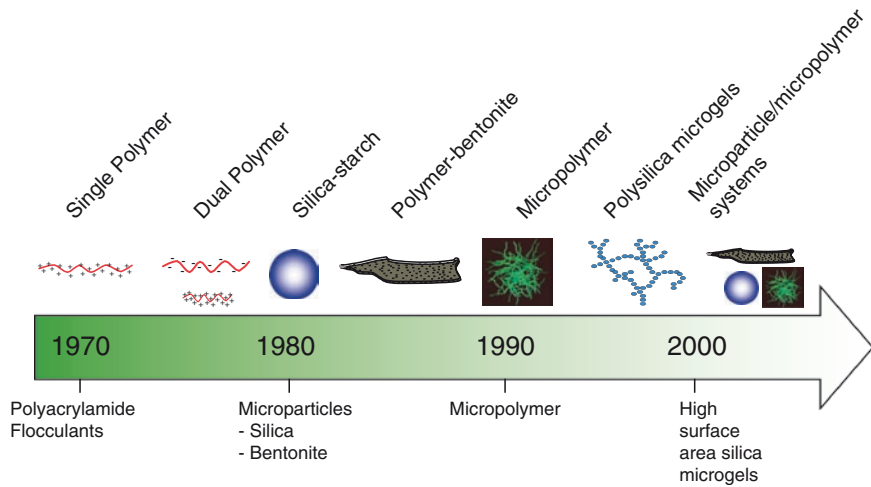 Single Polymer
Dual Polymer
Silica-starch
Polymer-bentonite
Micropolymer
Polysilica microgels
Microparticle/micropolymer
systems
1970
1980
1990
2000
Polyacrylamide
Flocculants
Microparticles
- Silica
- Bentonite
Micropolymer
High
surface
area silica
microgels